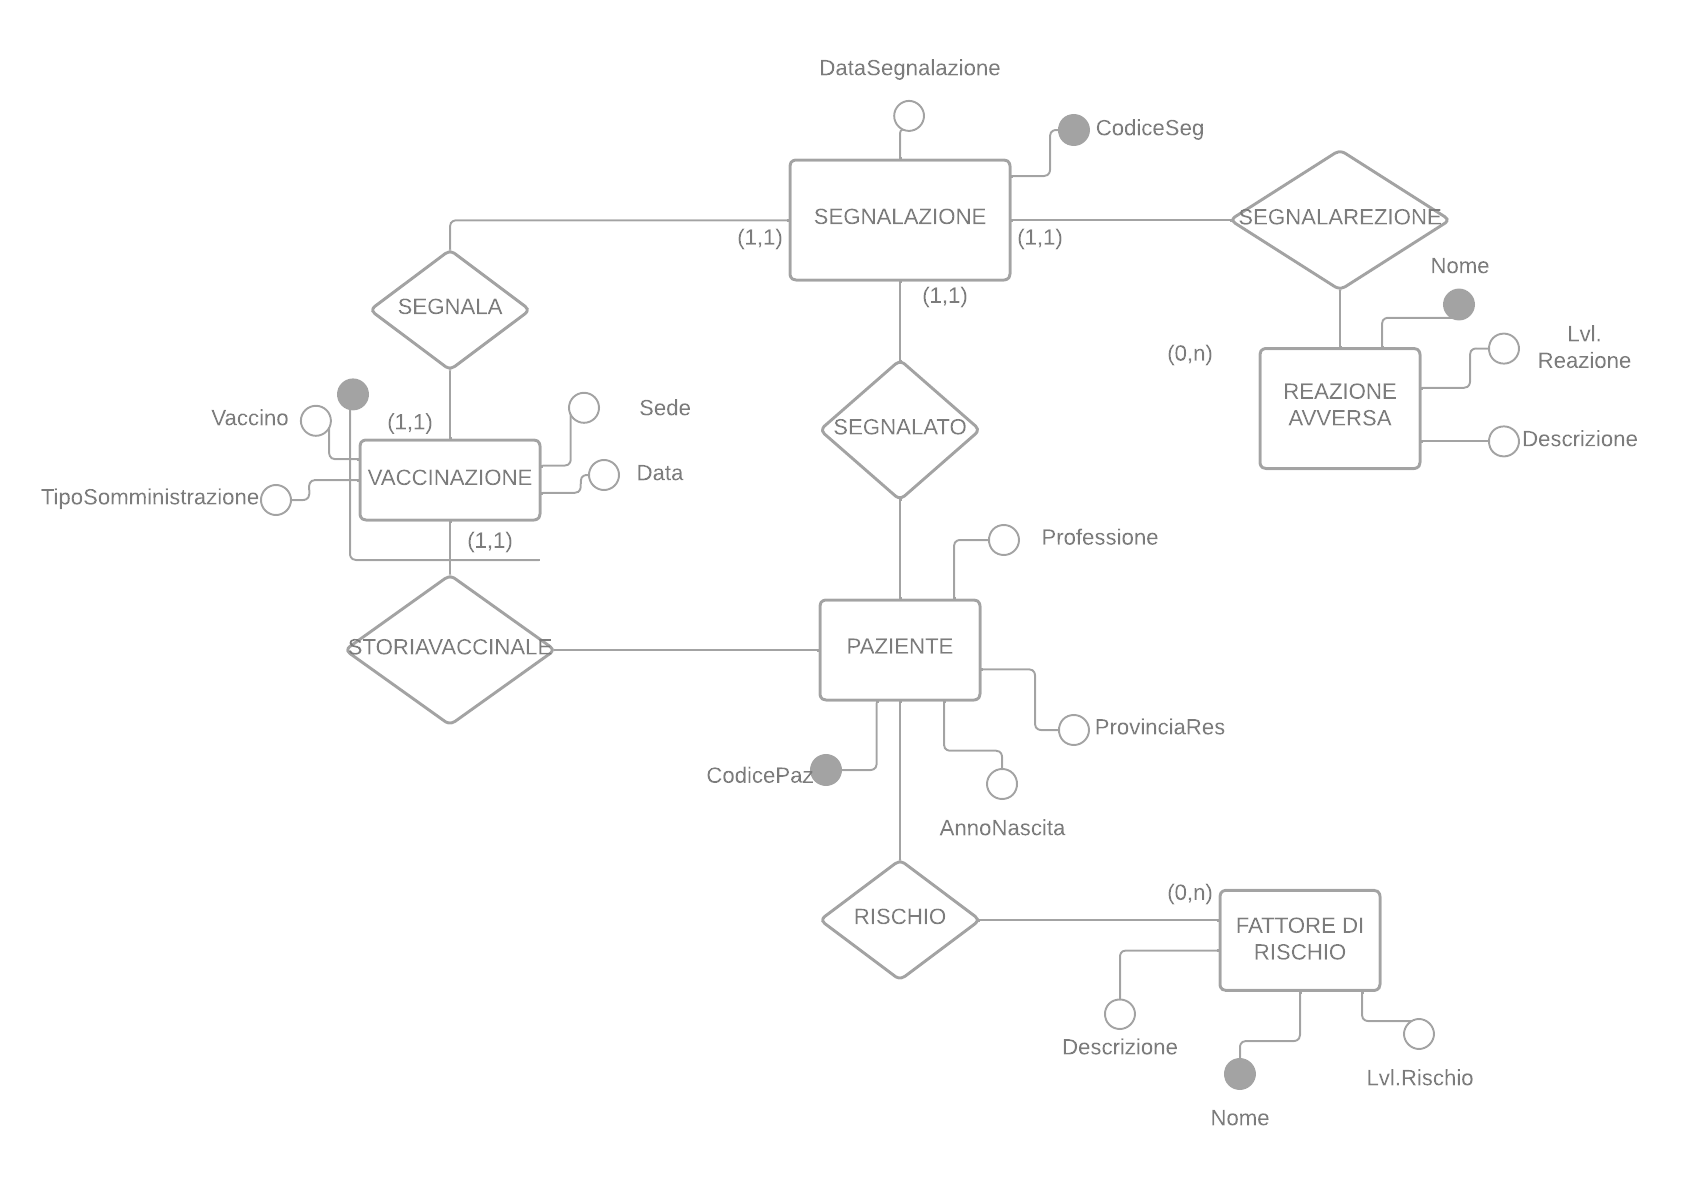 DataSegnalazione
CodiceSeg
SEGNALAZIONE
SEGNALAREZIONE
(1,1)
(1,1)
Nome
(1,1)
SEGNALA
Lvl.
Reazione
(0,n)
REAZIONE
AVVERSA
Vaccino
(1,1)
Sede
SEGNALATO
Descrizione
VACCINAZIONE
Data
TipoSomministrazione
(1,1)
Professione
STORIAVACCINALE
PAZIENTE
ProvinciaRes
CodicePaz
AnnoNascita
(0,n)
RISCHIO
FATTORE DI
RISCHIO
Descrizione
Lvl.Rischio
Nome